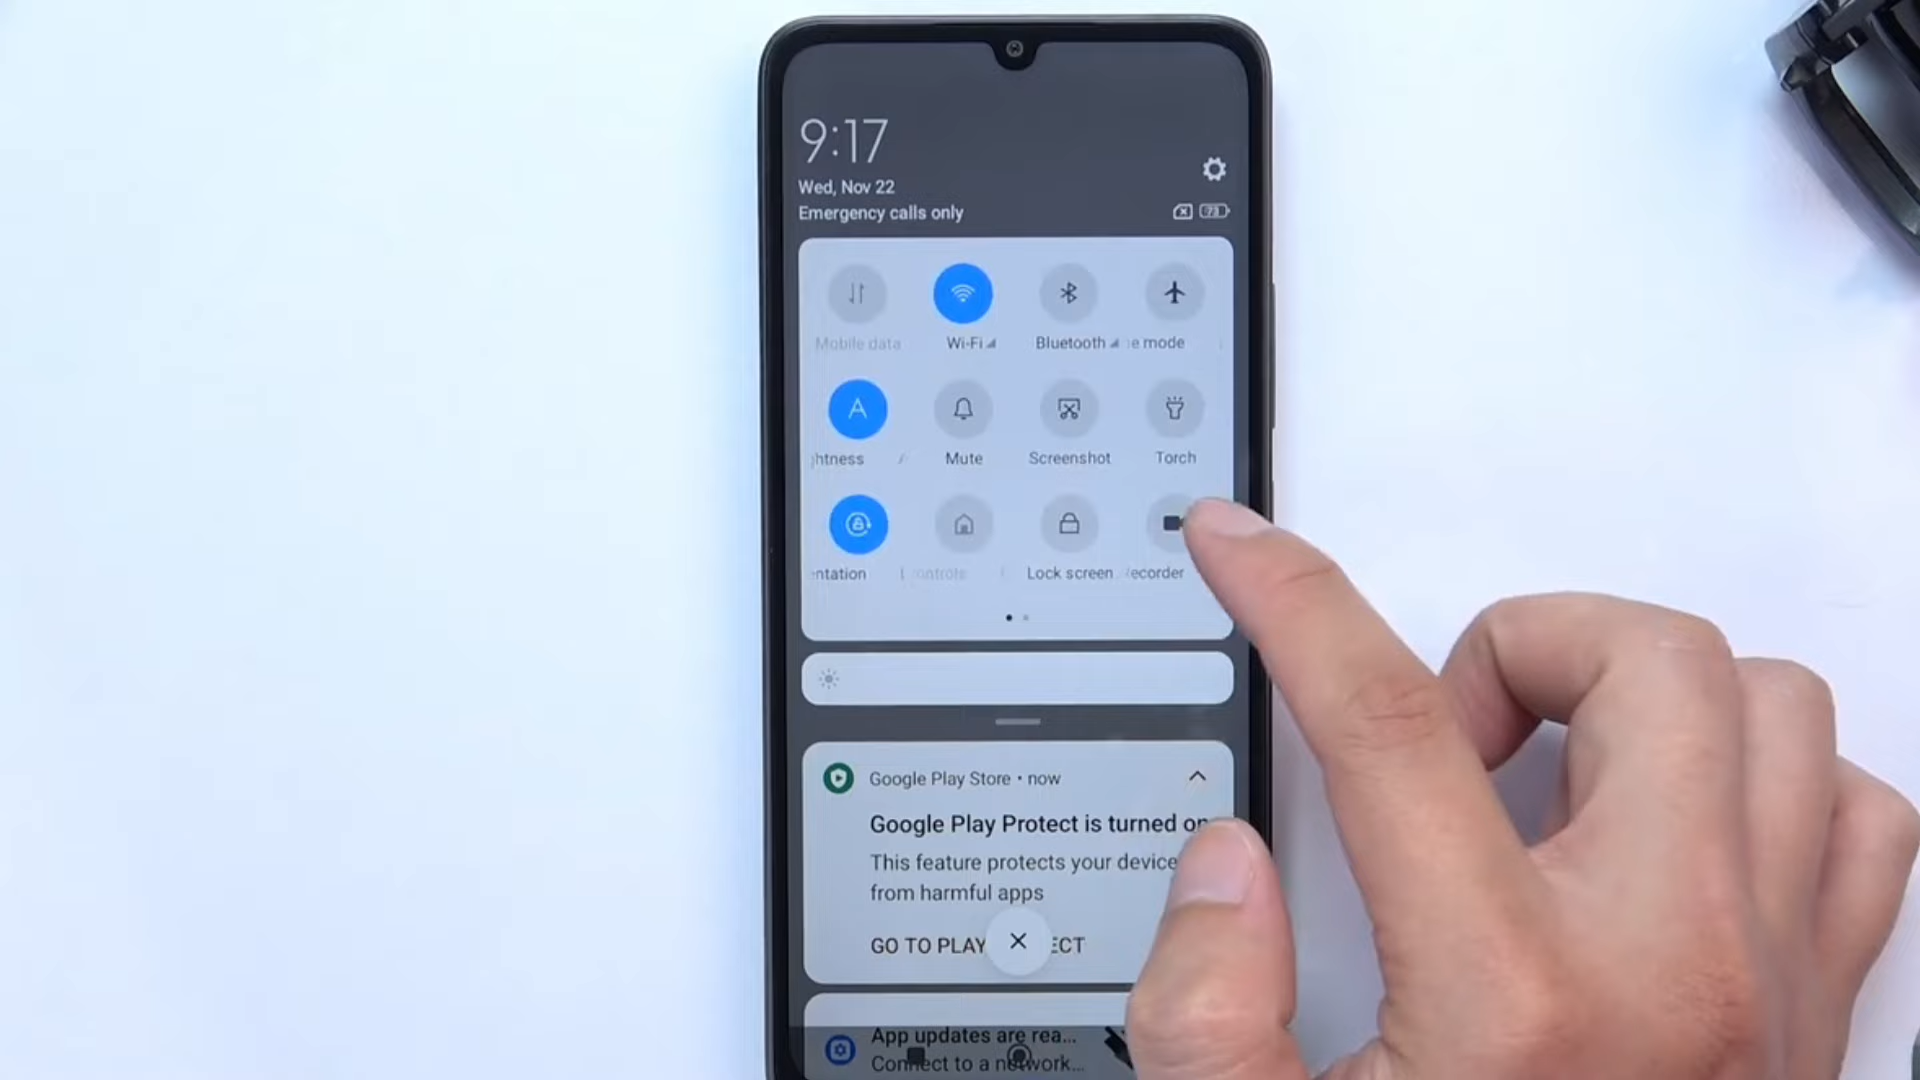 9:17
Wed, Nov 22
Emergency calls only
73
Mobile data
Wi-Fi
Bluetooth
e mode
htness
Mute
Screenshot
Torch
ntation
ontrols
Lock screen
ecorder
Google Play Store • now
Google Play Protect is turned on
This feature protects your device
from harmful apps
GO TO PLAY ECT
App updates are rea...
Connect to a network...